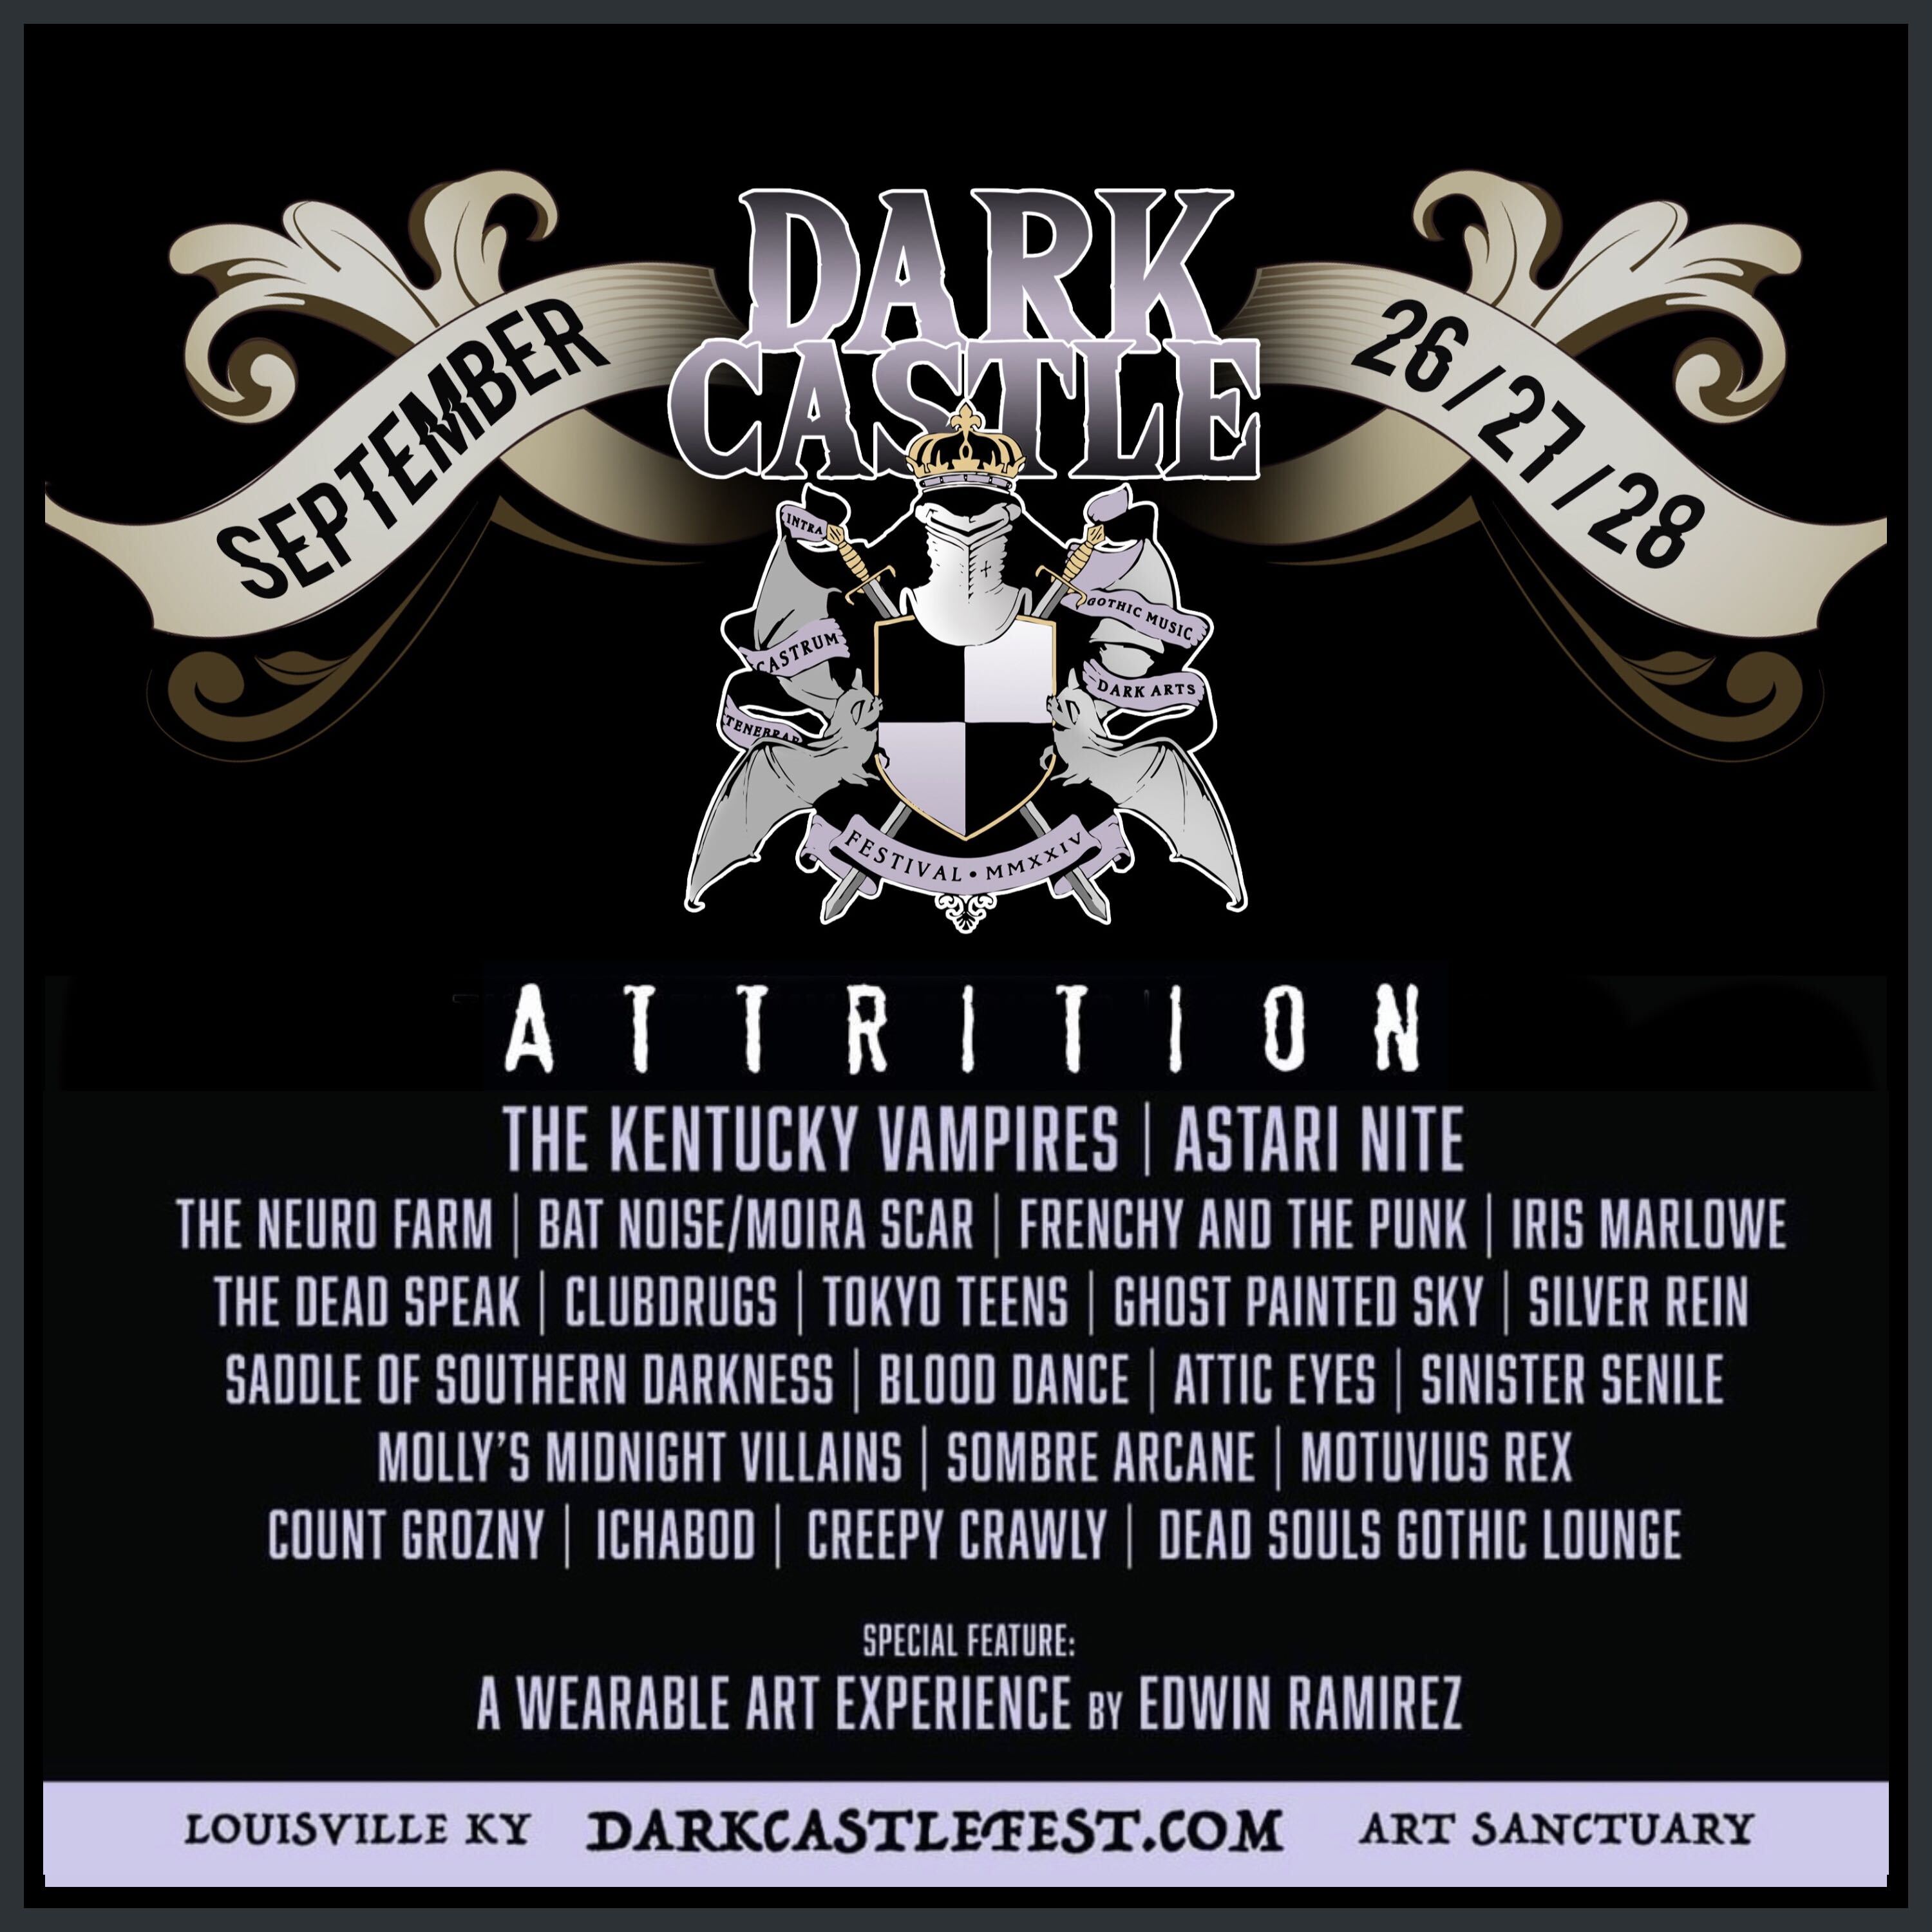 SEPTEMBER
26/27/28
DARK
CASTLE
INTRA
CASTRUM
TENEBRAR
GOTHIC MUSIC
DARK ARTS
FESTIVAL • MMXXIV
ATTRITION
THE KENTUCKY VAMPIRES | ASTARI NITE
THE NEURO FARM | BAT NOISE/MOIRA SCAR | FRENCHY AND THE PUNK | IRIS MARLOWE
THE DEAD SPEAK | CLUBDRUGS | TOKYO TEENS | GHOST PAINTED SKY | SILVER REIN
SADDLE OF SOUTHERN DARKNESS | BLOOD DANCE | ATTIC EYES | SINISTER SENILE
MOLLY'S MIDNIGHT VILLAINS | SOMBRE ARCANE | MOTUVIUS REX
COUNT GROZNY | ICHABOD | CREEPY CRAWLY | DEAD SOULS GOTHIC LOUNGE
SPECIAL FEATURE:
A WEARABLE ART EXPERIENCE BY EDWIN RAMIREZ
LOUISVILLE KY DARKCASTLEFEST.COM ART SANCTUARY